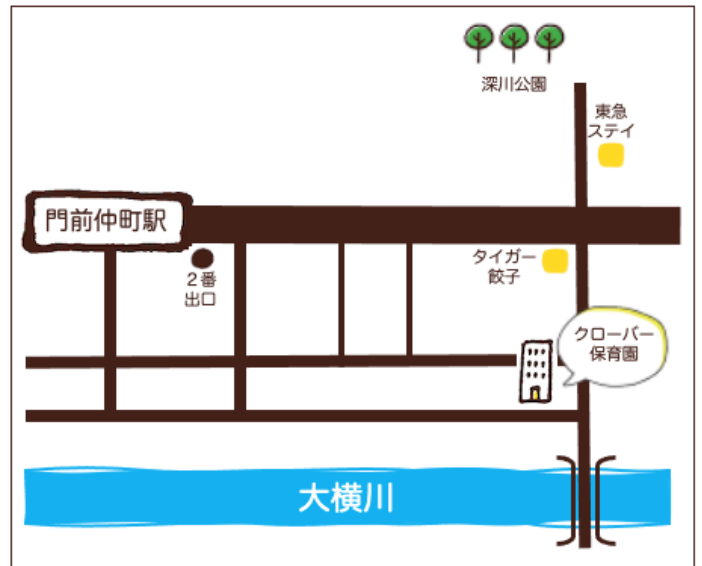 深川公園
東急
ステイ
門前仲町駅
２番
出口
タイガー
餃子
クローバー
保育園
大横川